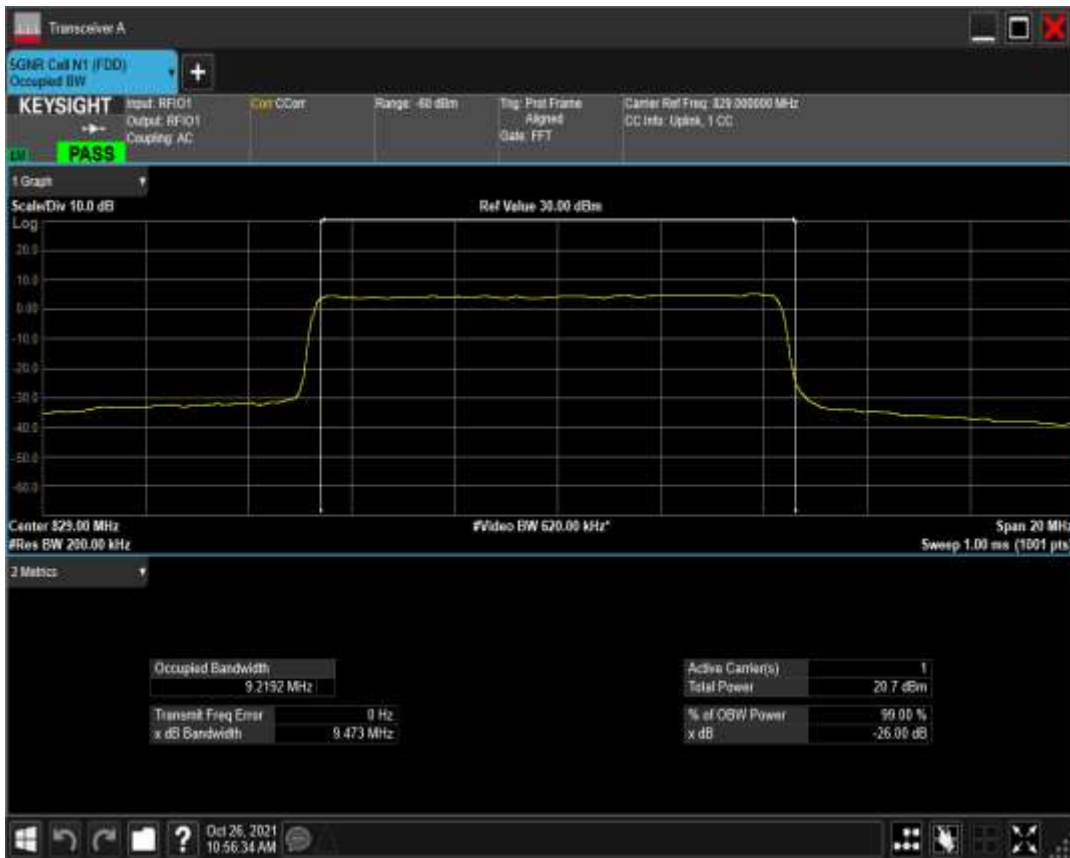 Transceiver A
5GNR Cell N1 (FDD)
Occupied BW
+
KEYSIGHT
Input: RFIO1
Output: RFIO1
Coupling: AC
Corr CCorr
Range: -60 dBm
Trig: Prot Frame
Aligned
Gate: FFT
Carrier Ref Freq: 829.000000 MHz
CC Info: Uplink, 1 CC
PASS
1 Graph
Scale/Div 10.0 dB
Ref Value 30.00 dBm
Log
20.0
10.0
0.00
-10.0
-20.0
-30.0
-40.0
-50.0
-60.0
Center 829.00 MHz
#Video BW 620.00 kHz*
Span 20 MHz
#Res BW 200.00 kHz
Sweep 1.00 ms (1001 pts)
2 Metrics
Occupied Bandwidth
9.2192 MHz
Transmit Freq Error 0 Hz
x dB Bandwidth 9.473 MHz
Active Carrier(s) 1
Total Power 20.7 dBm
% of OBW Power 99.00 %
x dB -26.00 dB
?
Oct 26, 2021
10:56:34 AM